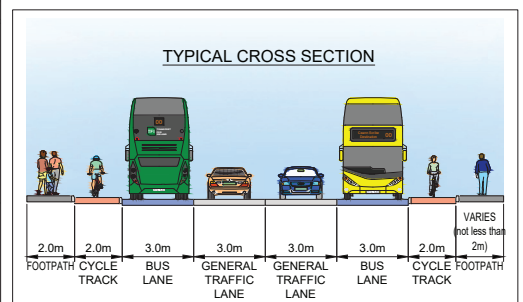 TYPICAL CROSS SECTION
VARIES
(not less than
2m)
2.0m 2.0m 3.0m 3.0m 3.0m 3.0m 2.0m
FOOTPATH CYCLE TRACK BUS LANE GENERAL TRAFFIC LANE GENERAL TRAFFIC LANE BUS LANE CYCLE TRACK FOOTPATH